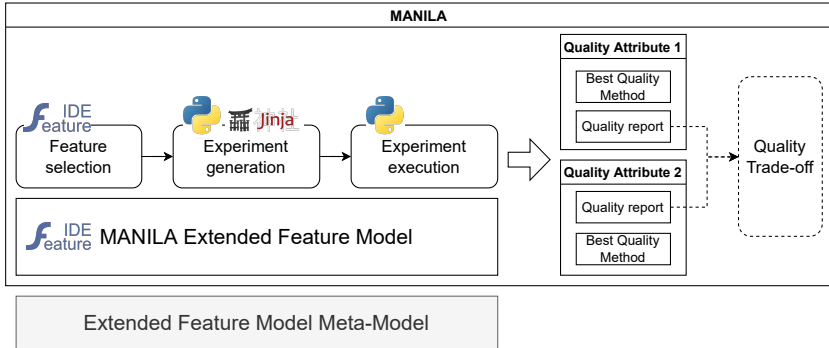 MANILA
Quality Attribute 1
Best Quality
Method
Quality report
IDE
Feature
Feature
selection
神社
Jinja
Experiment
generation
Experiment
execution
Quality Attribute 2
Quality report
Best Quality
Method
Quality
Trade-off
IDE
Feature
MANILA Extended Feature Model
Extended Feature Model Meta-Model